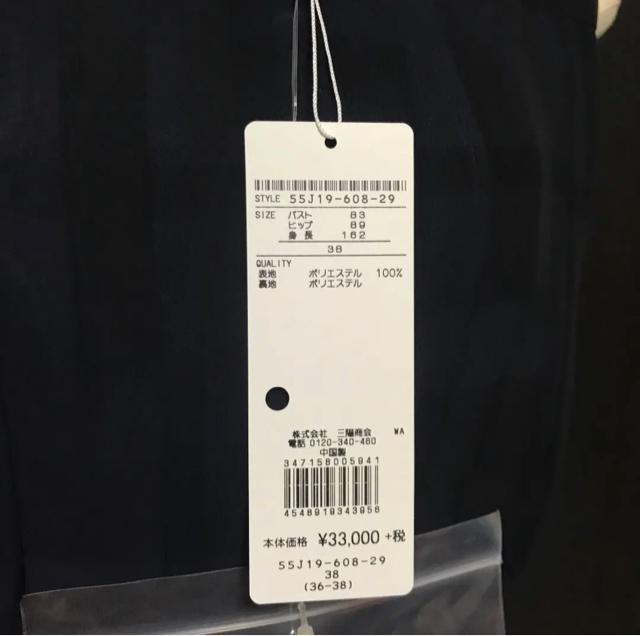 STYLE 55J19-608-29
SIZE バスト 83
ヒップ 89
身長 162
38
QUALITY
表地 ポリエステル 100%
裏地 ポリエステル
株式会社 三陽商会 WA
電話 0120-340-460
中国製
347158005941
4548919343956
本体価格 ¥33,000 +税
55J19-608-29
38
(36-38)